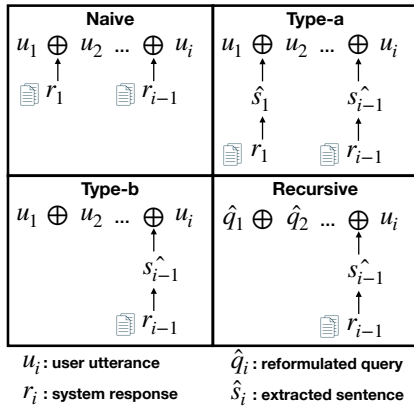 Naive
u₁ ⊕ u₂ ... ⊕ uᵢ
r₁ rᵢ₋₁
Type-a
u₁ ⊕ u₂ ... ⊕ uᵢ
ŝ₁ ŝᵢ₋₁
r₁ rᵢ₋₁
Type-b
u₁ ⊕ u₂ ... ⊕ uᵢ
ŝᵢ₋₁
rᵢ₋₁
Recursive
q̂₁ ⊕ q̂₂ ... ⊕ uᵢ
ŝᵢ₋₁
rᵢ₋₁
uᵢ : user utterance
q̂ᵢ : reformulated query
rᵢ : system response
ŝᵢ : extracted sentence